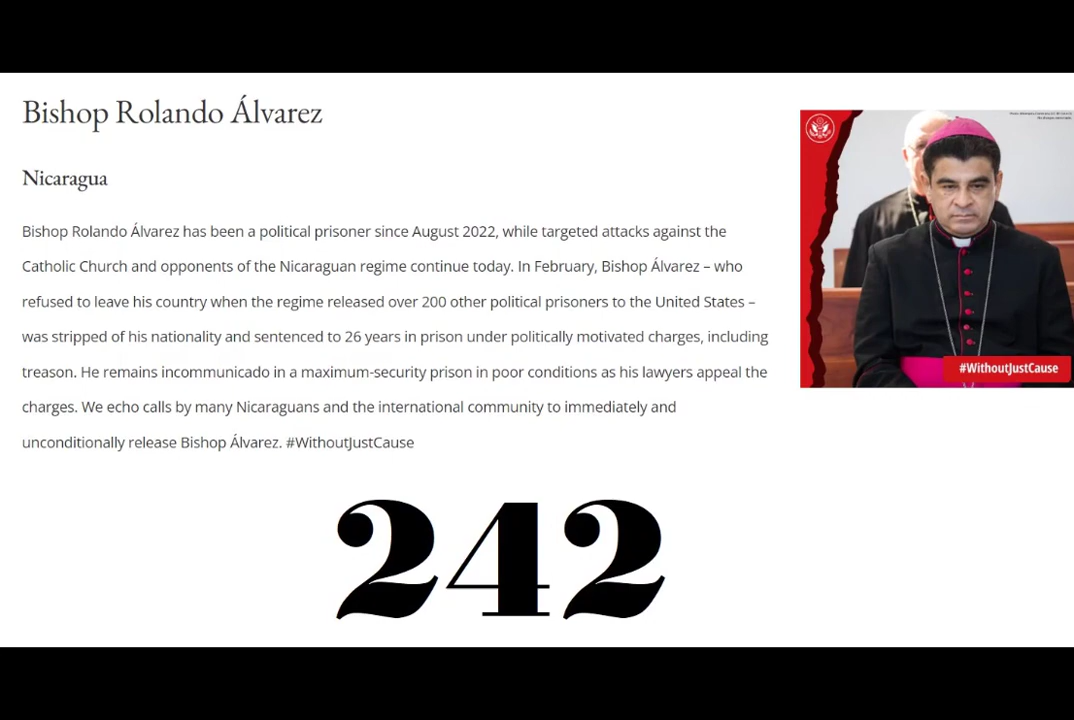 Bishop Rolando Álvarez
Nicaragua
Bishop Rolando Álvarez has been a political prisoner since August 2022, while targeted attacks against the
Catholic Church and opponents of the Nicaraguan regime continue today. In February, Bishop Álvarez – who
refused to leave his country when the regime released over 200 other political prisoners to the United States –
was stripped of his nationality and sentenced to 26 years in prison under politically motivated charges, including
treason. He remains incommunicado in a maximum-security prison in poor conditions as his lawyers appeal the
charges. We echo calls by many Nicaraguans and the international community to immediately and
unconditionally release Bishop Álvarez. #WithoutJustCause
#WithoutJustCause
242